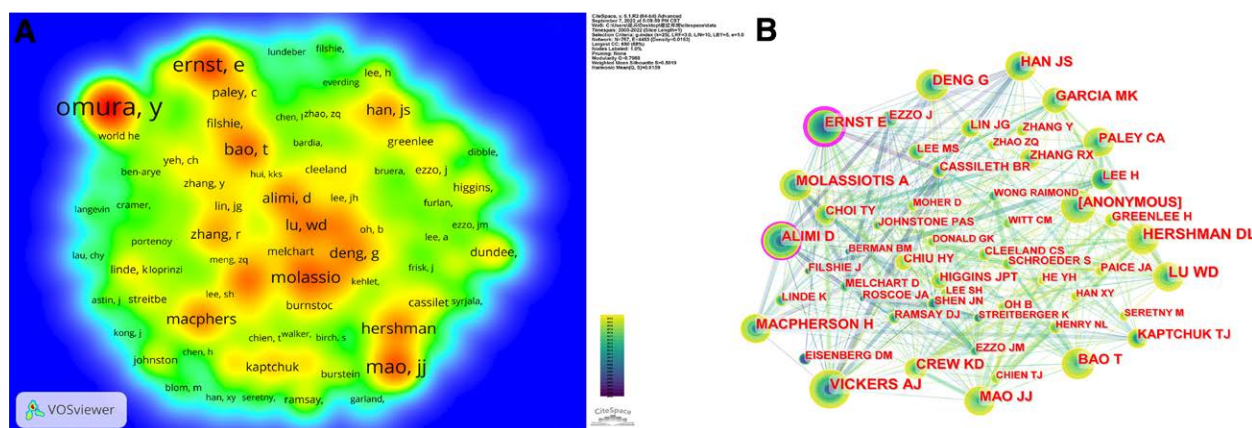 A
lundeber
filshie,
ernst, e
everding
lee, h
paley, c
omura, y
han, js
filshie,
chen, l
zhao, zq
world he
bao, t
bardia,
greenlee
dibble,
yeh, ch
hui, kks
cleeland
bruera,
ezzo, j
ben-arye
zhang, y
alimi, d
lee, jh
higgins,
langevin
cramer,
lin, jg
furlan,
lu, wd
oh, b
ezzo, jm
portenoy
zhang, r
melchart
deng, g
lee, a
dundee,
lau, chy
meng, zq
linde, k
loprinzi
molassio
kehlet,
frisk, j
astin, j
streitbe
lee, sh
burnstoc
cassilet
syrjala,
macphers
hershman
kong, j
chien, t
walker,
birch, s
johnston
chen, h
kaptchuk
mao, jj
burstein
blom, m
han, xy
seretny,
ramsay,
garland,
VOSviewer
CiteSpace
B
HAN JS
DENG G
GARCIA MK
ERNST E
EZZO J
LIN JG
ZHANG Y
PALEY CA
ZHAO ZQ
LEE MS
ZHANG RX
CASSILETH BR
LEE H
MOLASSIOTIS A
WONG RAIMOND
[ANONYMOUS]
MOHER D
CHOI TY
GREENLEE H
JOHNSTONE PAS
WITT CM
ALIMI D
DONALD GK
HERSHMAN DL
BERMAN BM
CLEELAND CS
CHIU HY
SCHROEDER S
FILSHIE J
MELCHART D
HE YH
PAICE JA
LU WD
HIGGINS JPT
LINDE K
ROSCOE JA
LEE SH
HAN XY
SHEN JN
OH B
MACPHERSON H
RAMSAY DJ
STREITBERGER K
SERETNY M
HENRY NL
KAPTCHUK TJ
EISENBERG DM
EZZO JM
CREW KD
BAO T
CHIEN TJ
VICKERS AJ
MAO JJ